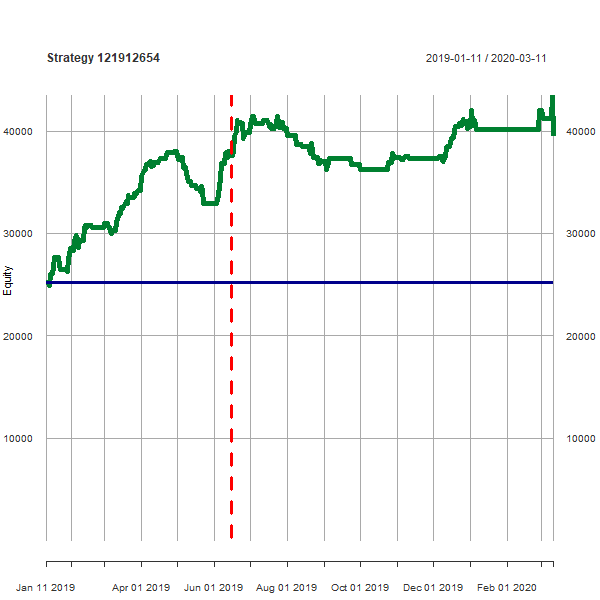 Strategy 121912654 2019-01-11 / 2020-03-11
40000 40000
30000 30000
Equity
20000 20000
10000 10000
Jan 11 2019 Apr 01 2019 Jun 01 2019 Aug 01 2019 Oct 01 2019 Dec 01 2019 Feb 01 2020